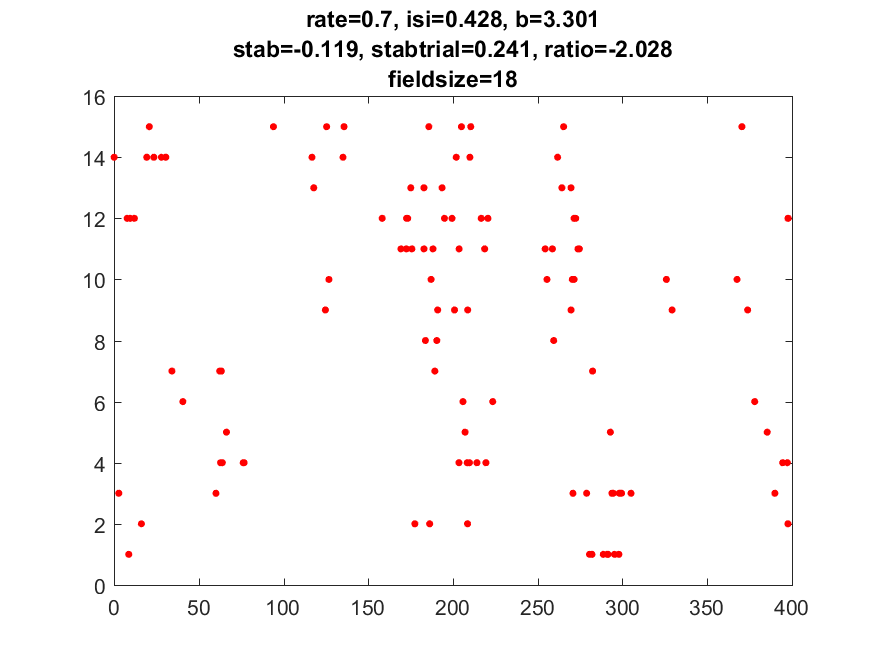 rate=0.7, isi=0.428, b=3.301
stab=-0.119, stabtrial=0.241, ratio=-2.028
fieldsize=18
16
14
12
10
8
6
4
2
0
0 50 100 150 200 250 300 350 400